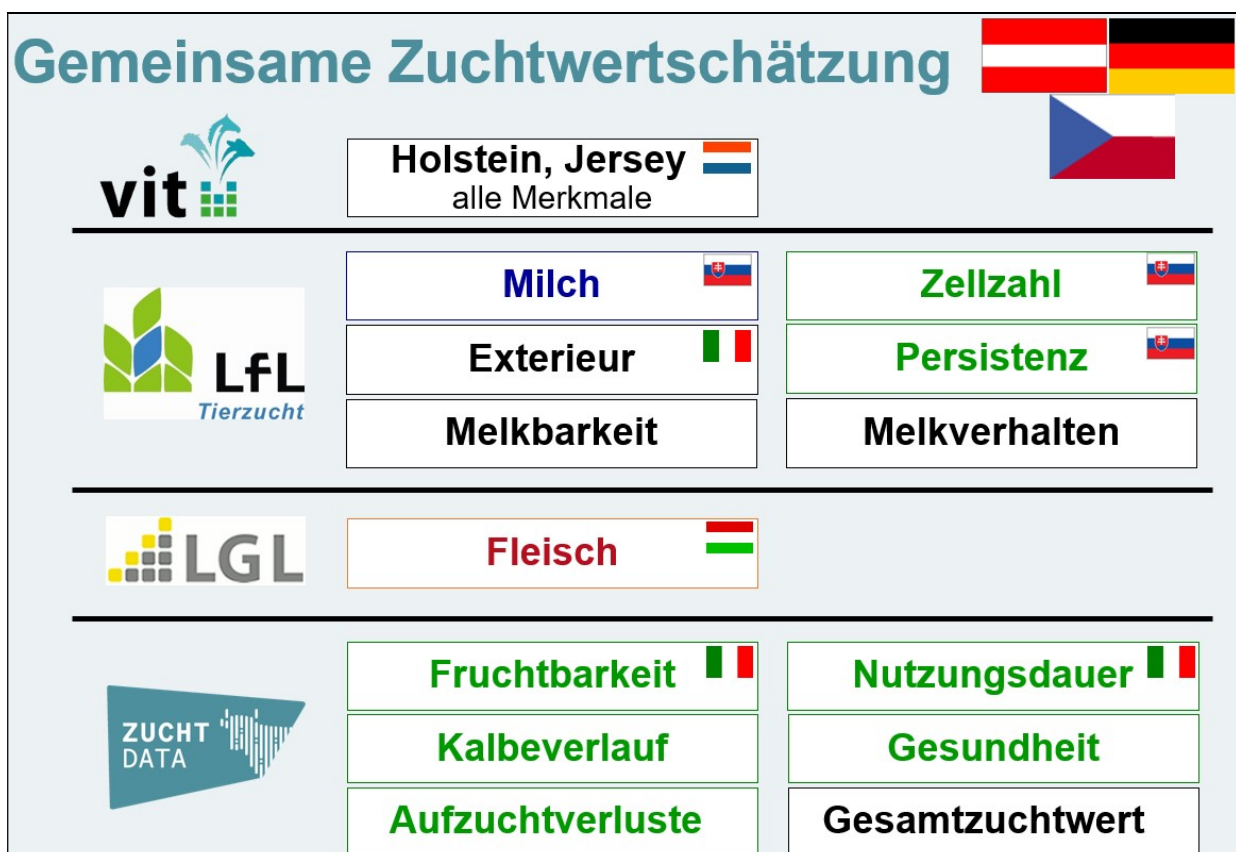 Gemeinsame Zuchtwertschätzung
vit
Holstein, Jersey
alle Merkmale
LfL
Tierzucht
Milch
Zellzahl
Exterieur
Persistenz
Melkbarkeit
Melkverhalten
LGL
Fleisch
ZUCHT
DATA
Fruchtbarkeit
Nutzungsdauer
Kalbeverlauf
Gesundheit
Aufzuchtverluste
Gesamtzuchtwert